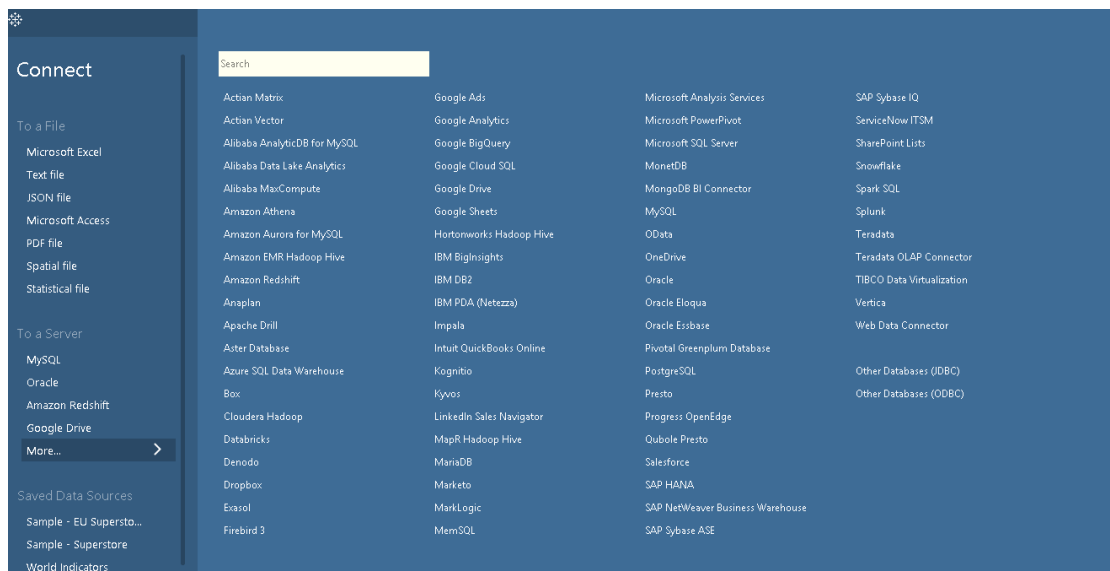 Connect
To a File
Microsoft Excel
Text file
JSON file
Microsoft Access
PDF file
Spatial file
Statistical file
To a Server
MySQL
Oracle
Amazon Redshift
Google Drive
More...
Saved Data Sources
Sample - EU Supersto...
Sample - Superstore
World Indicators
Search
Actian Matrix
Actian Vector
Alibaba AnalyticDB for MySQL
Alibaba Data Lake Analytics
Alibaba MaxCompute
Amazon Athena
Amazon Aurora for MySQL
Amazon EMR Hadoop Hive
Amazon Redshift
Anaplan
Apache Drill
Aster Database
Azure SQL Data Warehouse
Box
Cloudera Hadoop
Databricks
Denodo
Dropbox
Exasol
Firebird 3
Google Ads
Google Analytics
Google BigQuery
Google Cloud SQL
Google Drive
Google Sheets
Hortonworks Hadoop Hive
IBM BigInsights
IBM DB2
IBM PDA (Netezza)
Impala
Intuit QuickBooks Online
Kognitio
Kyvos
LinkedIn Sales Navigator
MapR Hadoop Hive
MariaDB
Marketo
MarkLogic
MemSQL
Microsoft Analysis Services
Microsoft PowerPivot
Microsoft SQL Server
MonetDB
MongoDB BI Connector
MySQL
OData
OneDrive
Oracle
Oracle Eloqua
Oracle Essbase
Pivotal Greenplum Database
PostgreSQL
Presto
Progress OpenEdge
Qubole Presto
Salesforce
SAP HANA
SAP NetWeaver Business Warehouse
SAP Sybase ASE
SAP Sybase IQ
ServiceNow ITSM
SharePoint Lists
Snowflake
Spark SQL
Splunk
Teradata
Teradata OLAP Connector
TIBCO Data Virtualization
Vertica
Web Data Connector
Other Databases (JDBC)
Other Databases (ODBC)